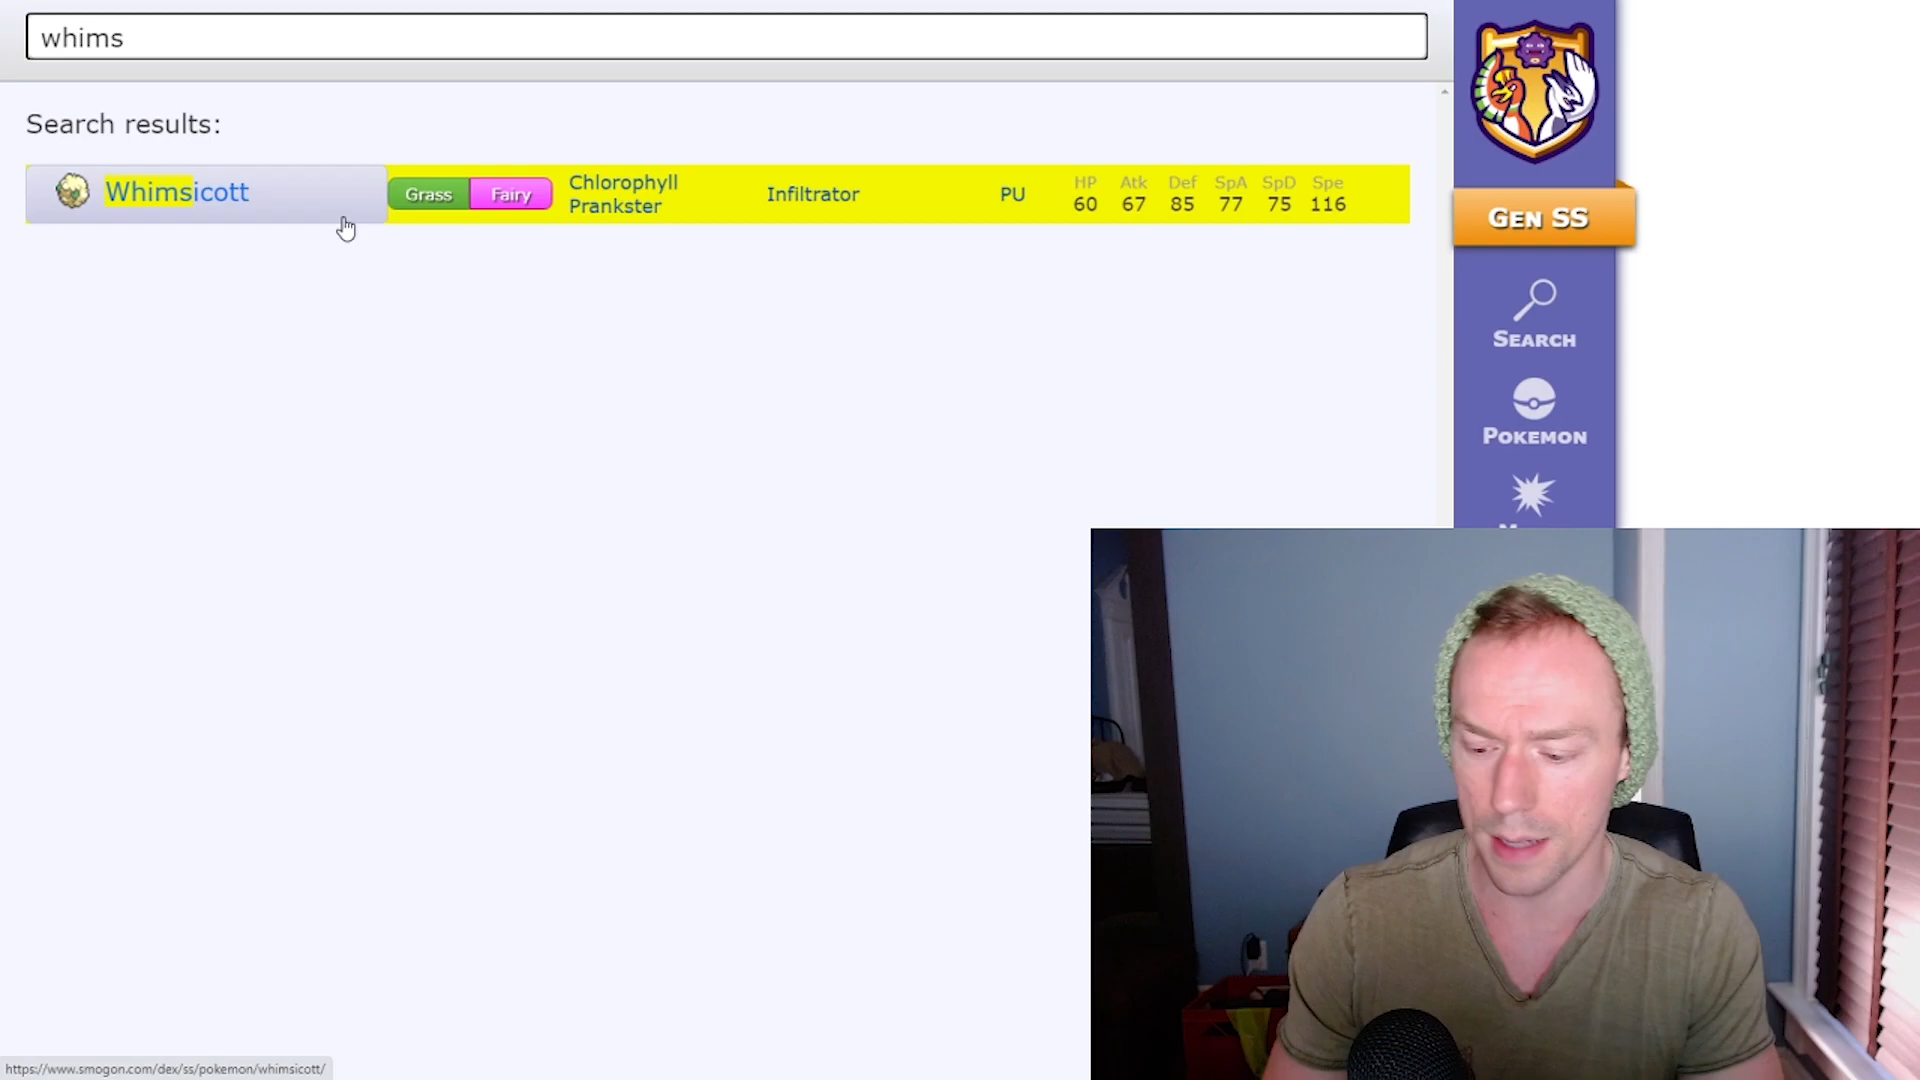 whims
Search results:
Whimsicott
Grass Fairy
Chlorophyll
Prankster
Infiltrator
PU
HP Atk Def SpA SpD Spe
60 67 85 77 75 116
GEN SS
SEARCH
POKEMON
https://www.smogon.com/dex/ss/pokemon/whimsicott/